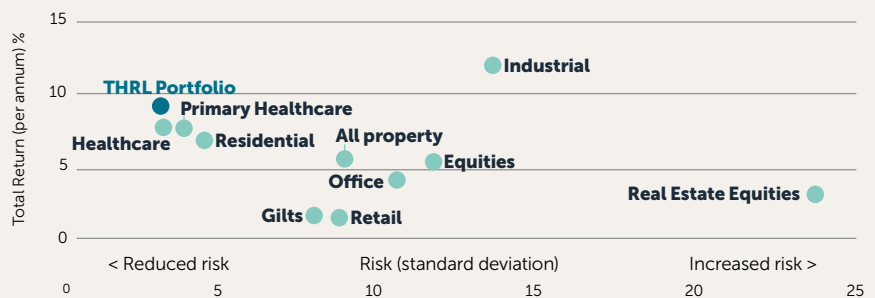 Total Return (per annum) %
15
Industrial
10
THRL Portfolio
Primary Healthcare
Healthcare
Residential
All property
5
Equities
Office
Real Estate Equities
Gilts
Retail
0
< Reduced risk
Risk (standard deviation)
Increased risk >
0
5
10
15
20
25